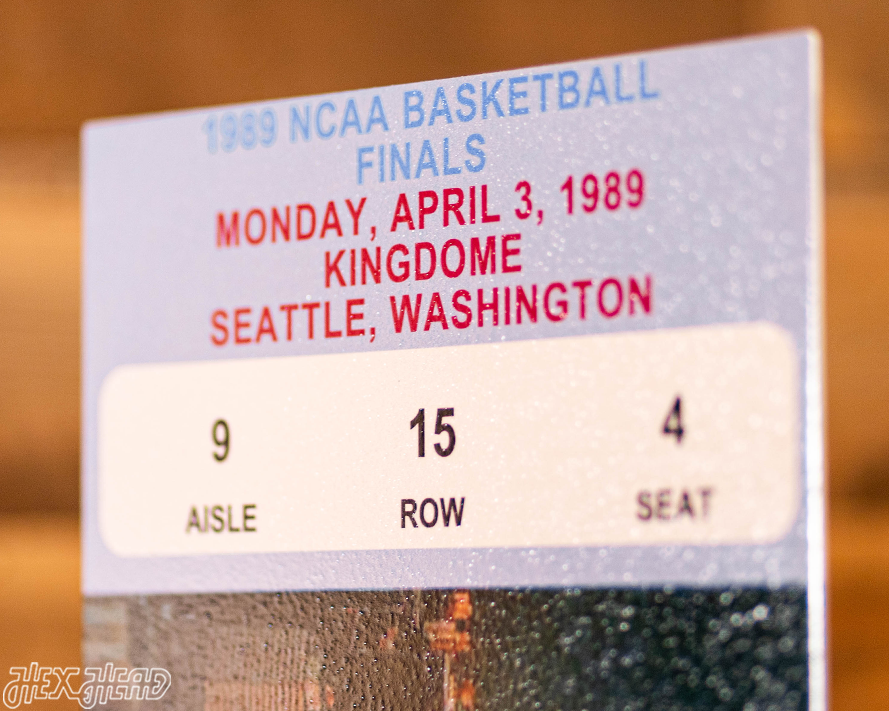 1989 NCAA BASKETBALL
FINALS
MONDAY, APRIL 3, 1989
KINGDOME
SEATTLE, WASHINGTON
9 15 4
AISLE ROW SEAT
HEX HEAD